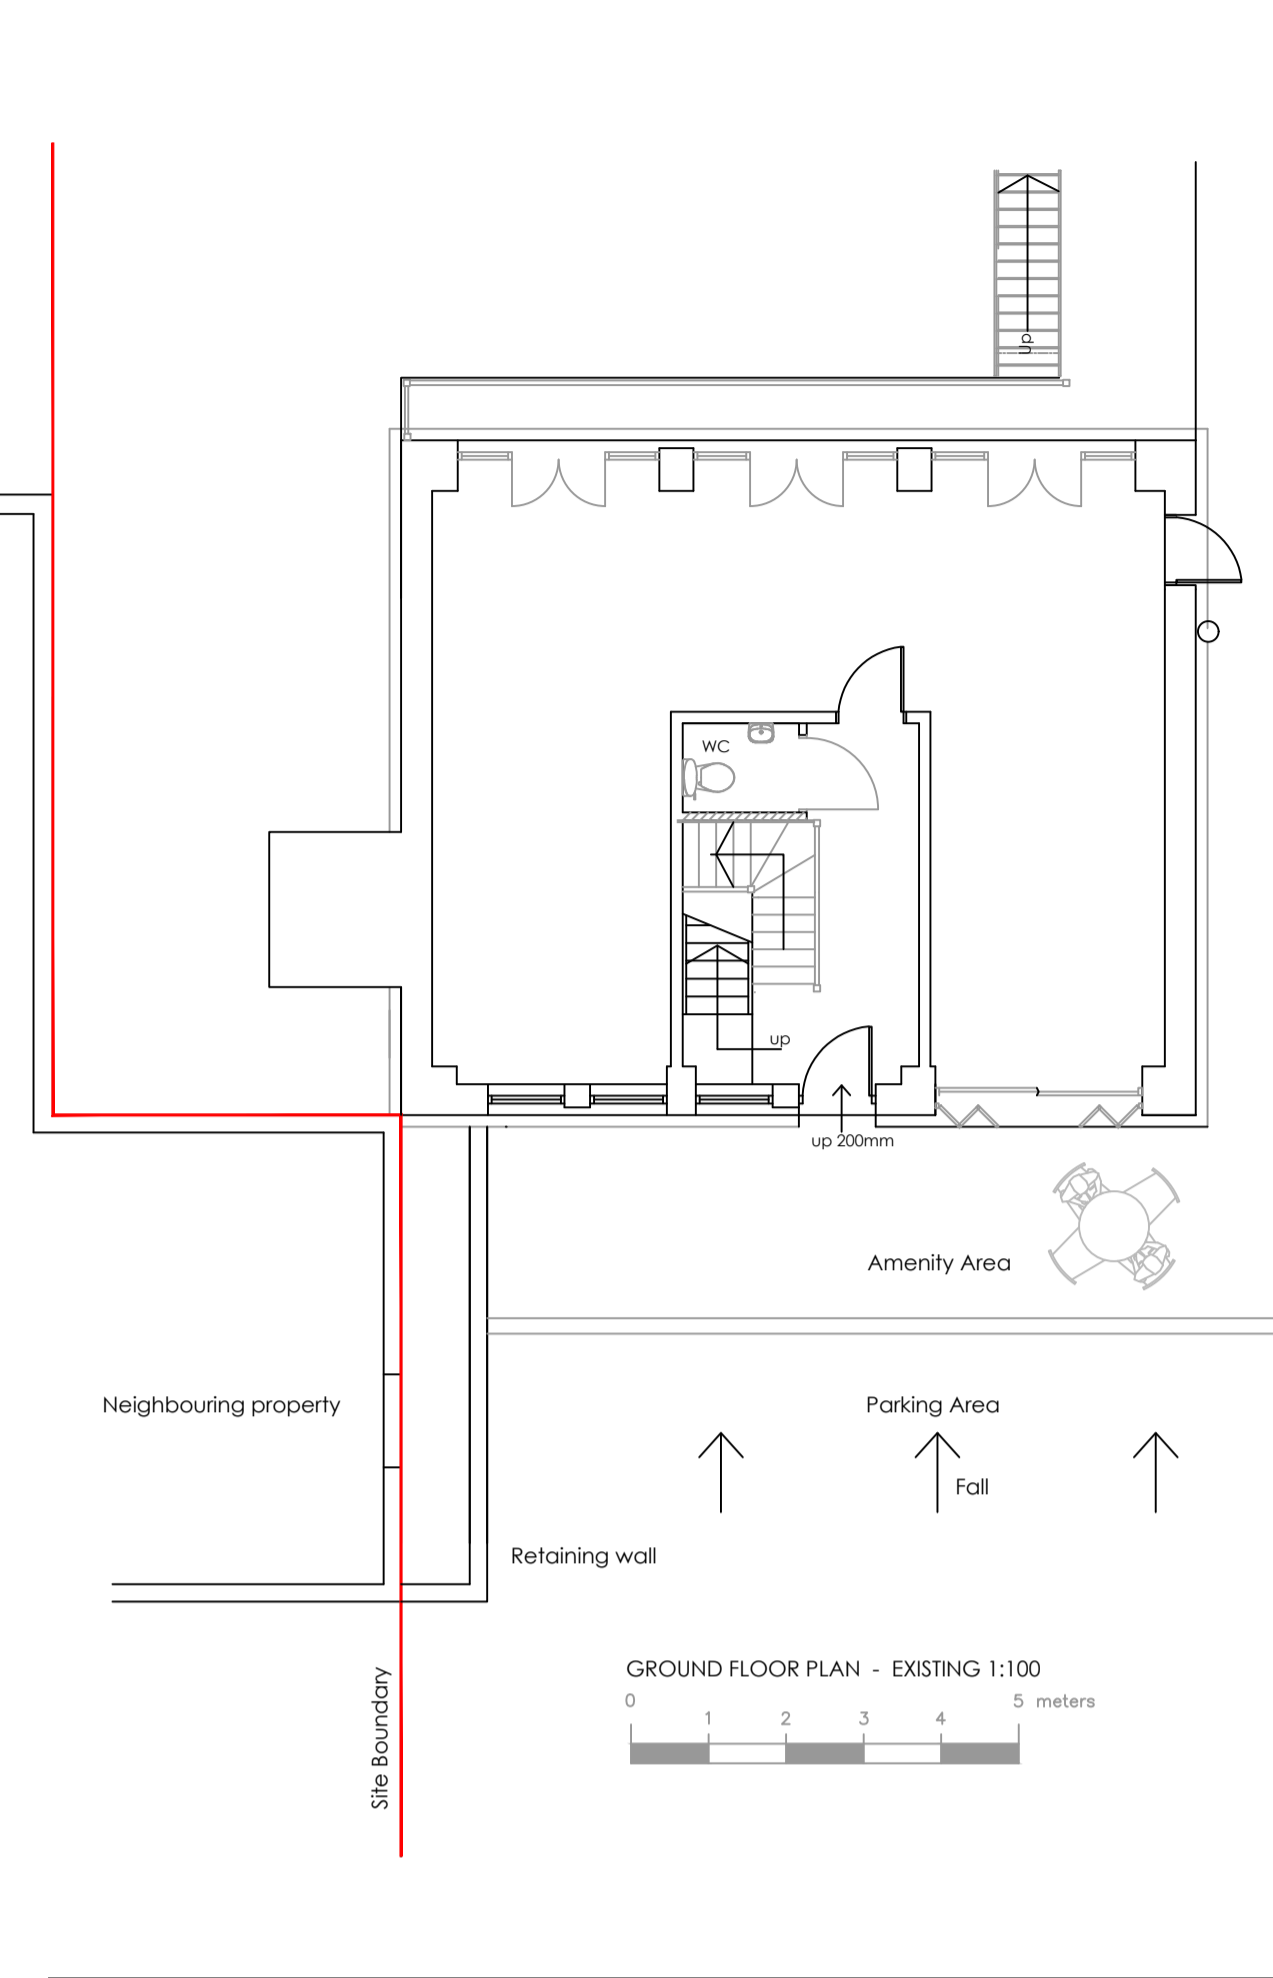 up
WC
up
up 200mm
Amenity Area
Neighbouring property
Parking Area
Fall
Retaining wall
Site Boundary
GROUND FLOOR PLAN - EXISTING 1:100
0 1 2 3 4 5 meters